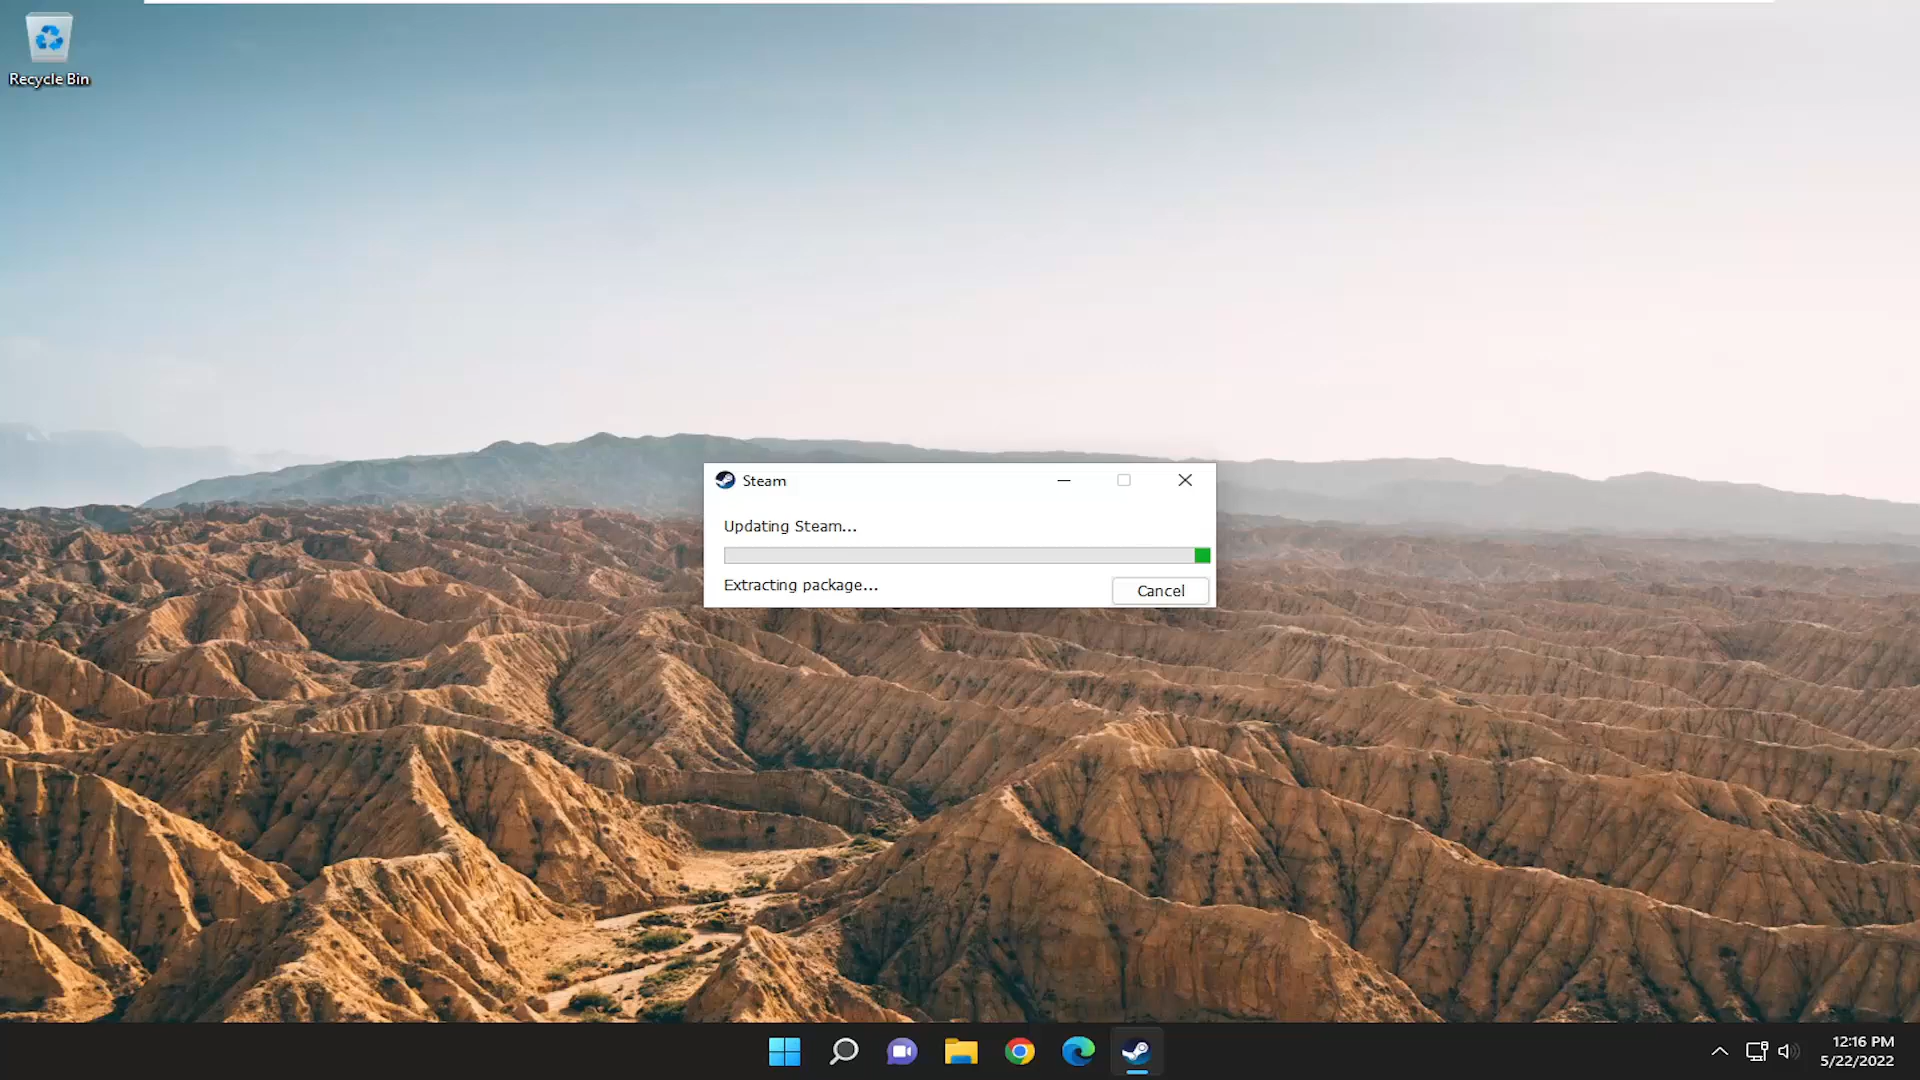 Recycle Bin
Steam
Updating Steam...
Extracting package...
Cancel
12:16 PM
5/22/2022